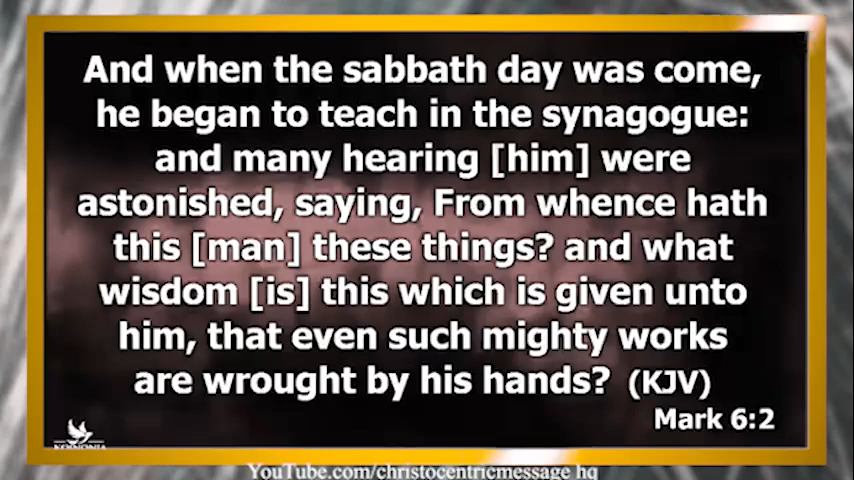 And when the sabbath day was come,
he began to teach in the synagogue:
and many hearing [him] were
astonished, saying, From whence hath
this [man] these things? and what
wisdom [is] this which is given unto
him, that even such mighty works
are wrought by his hands? (KJV)
Mark 6:2
KOINONIA
YouTube.com/christocentricmessage hq